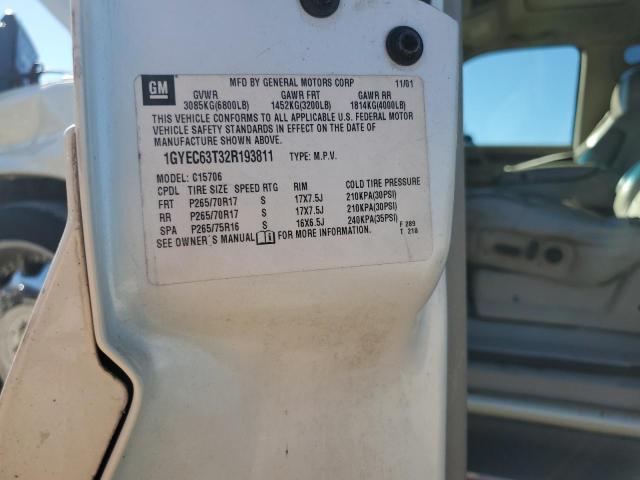 GM
MFD BY GENERAL MOTORS CORP 11/01
GVWR GAWR FRT GAWR RR
3085KG(6800LB) 1452KG(3200LB) 1814KG(4000LB)
THIS VEHICLE CONFORMS TO ALL APPLICABLE U.S. FEDERAL MOTOR
VEHICLE SAFETY STANDARDS IN EFFECT ON THE DATE OF
MANUFACTURE SHOWN ABOVE.
1GYEC63T32R193811 TYPE: M.P.V.
MODEL: C15706
CPDL TIRE SIZE SPEED RTG RIM COLD TIRE PRESSURE
FRT P265/70R17 S 17X7.5J 210KPA(30PSI)
RR P265/70R17 S 17X7.5J 210KPA(30PSI)
SPA P265/75R16 S 16X6.5J 240KPA(35PSI) F 289
SEE OWNER'S MANUAL FOR MORE INFORMATION. T 210